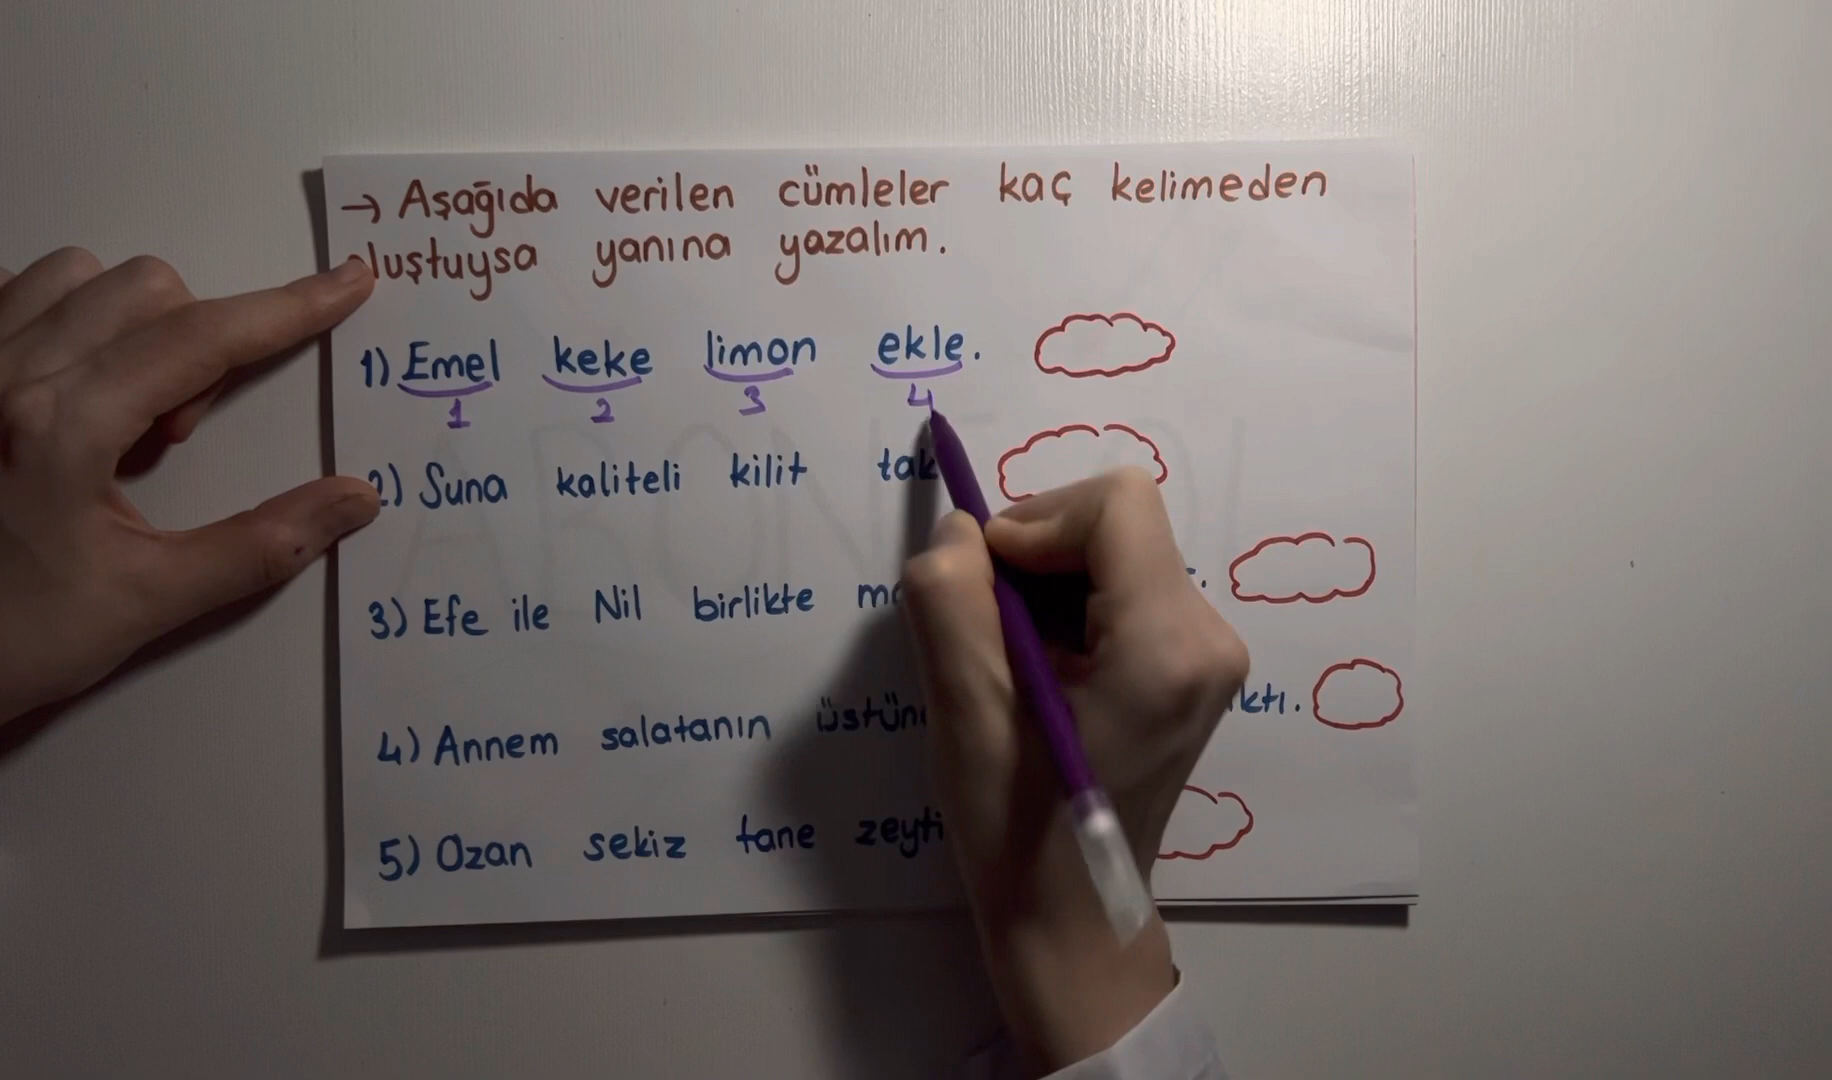 → Aşağıda verilen cümleler kaç kelimeden
oluştuysa yanına yazalım.
1) Emel keke limon ekle.
1 2 3 4
2) Suna kaliteli kilit
3) Efe ile Nil birlikte
4) Annem salatanın
5) Ozan sekiz tane